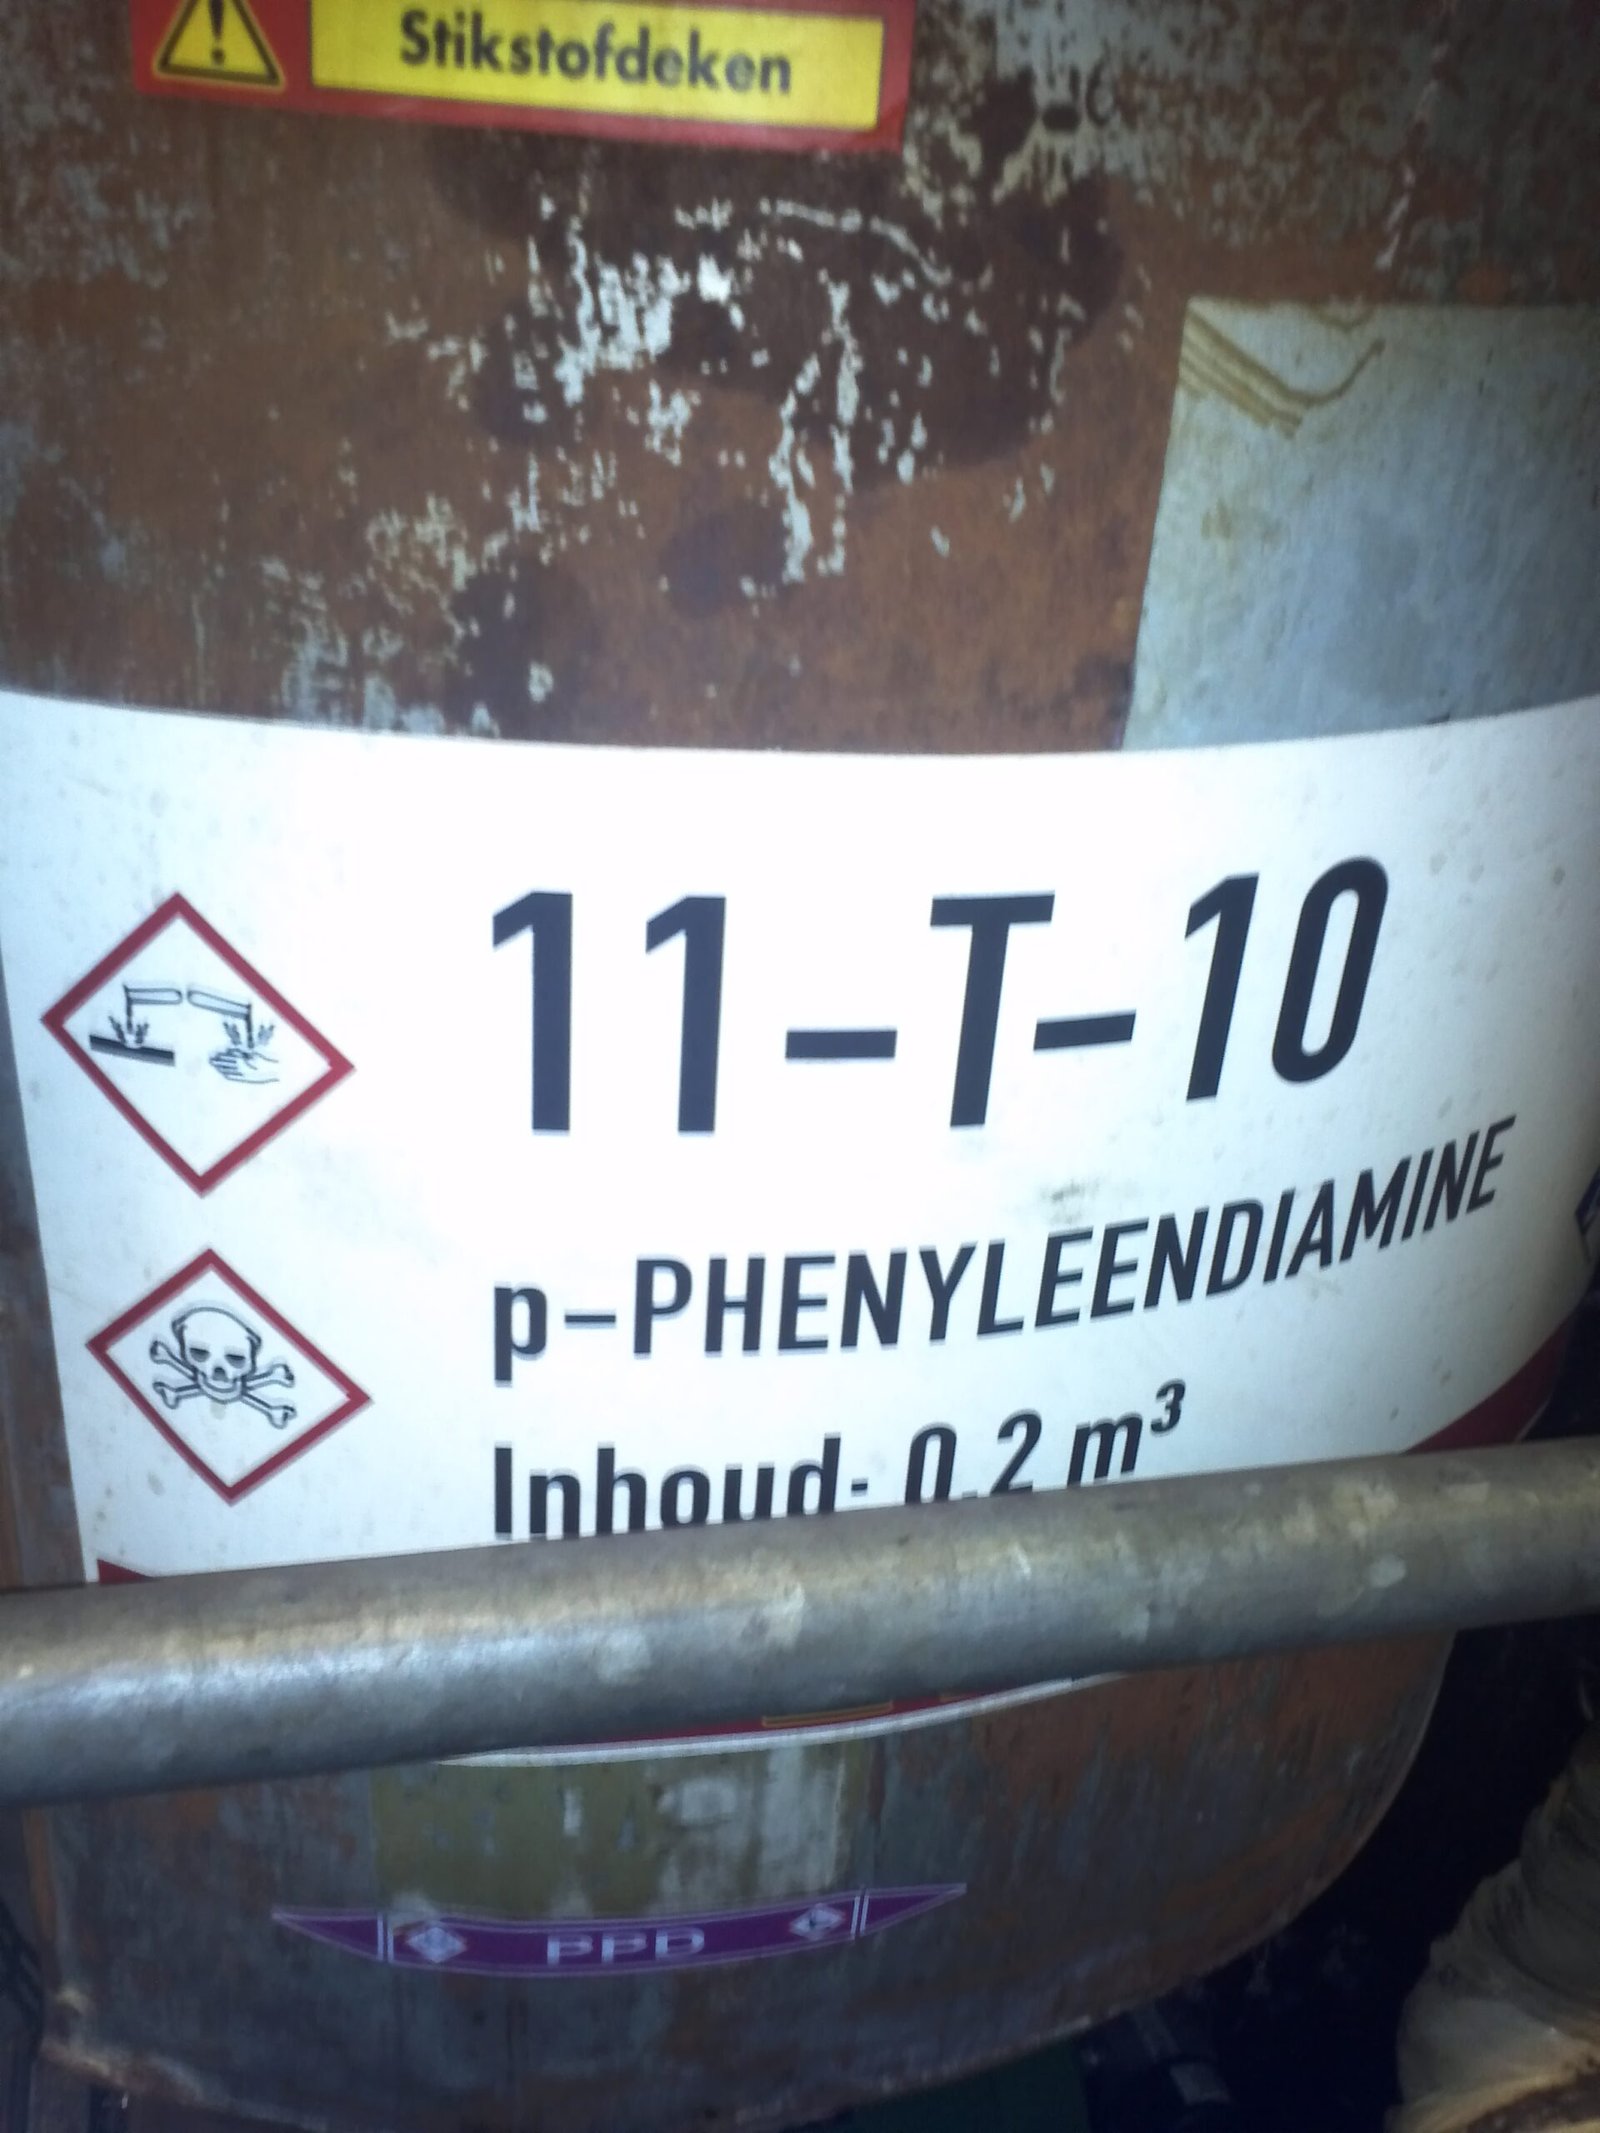 Stikstofdeken
11-T-10
p-PHENYLEENDIAMINE
Inhoud: 0.2 m³
PPD